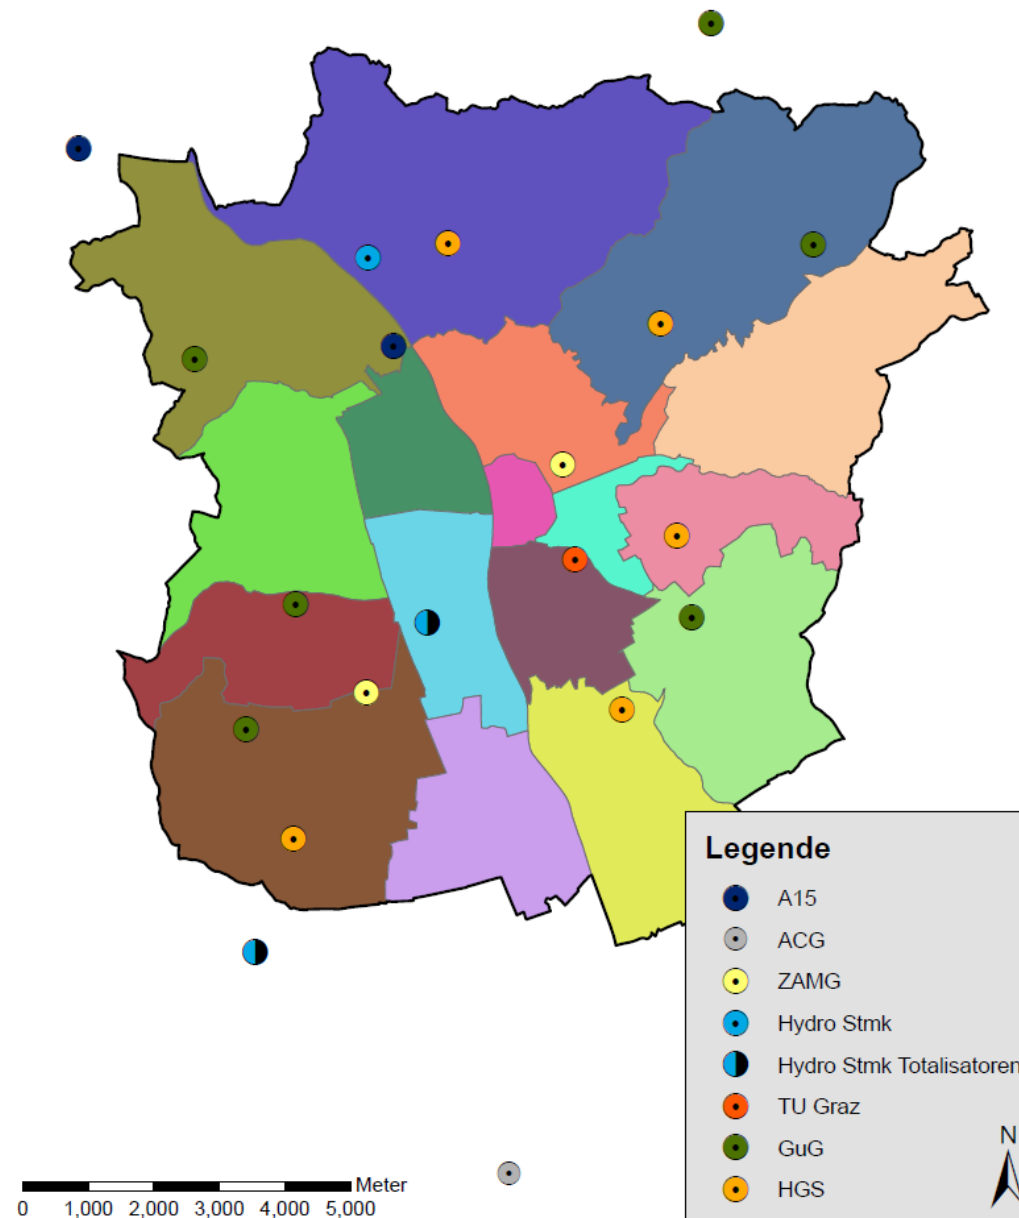 Legende
A15
ACG
ZAMG
Hydro Stmk
Hydro Stmk Totalisatoren
TU Graz
GuG
HGS
N
Meter
0 1,000 2,000 3,000 4,000 5,000